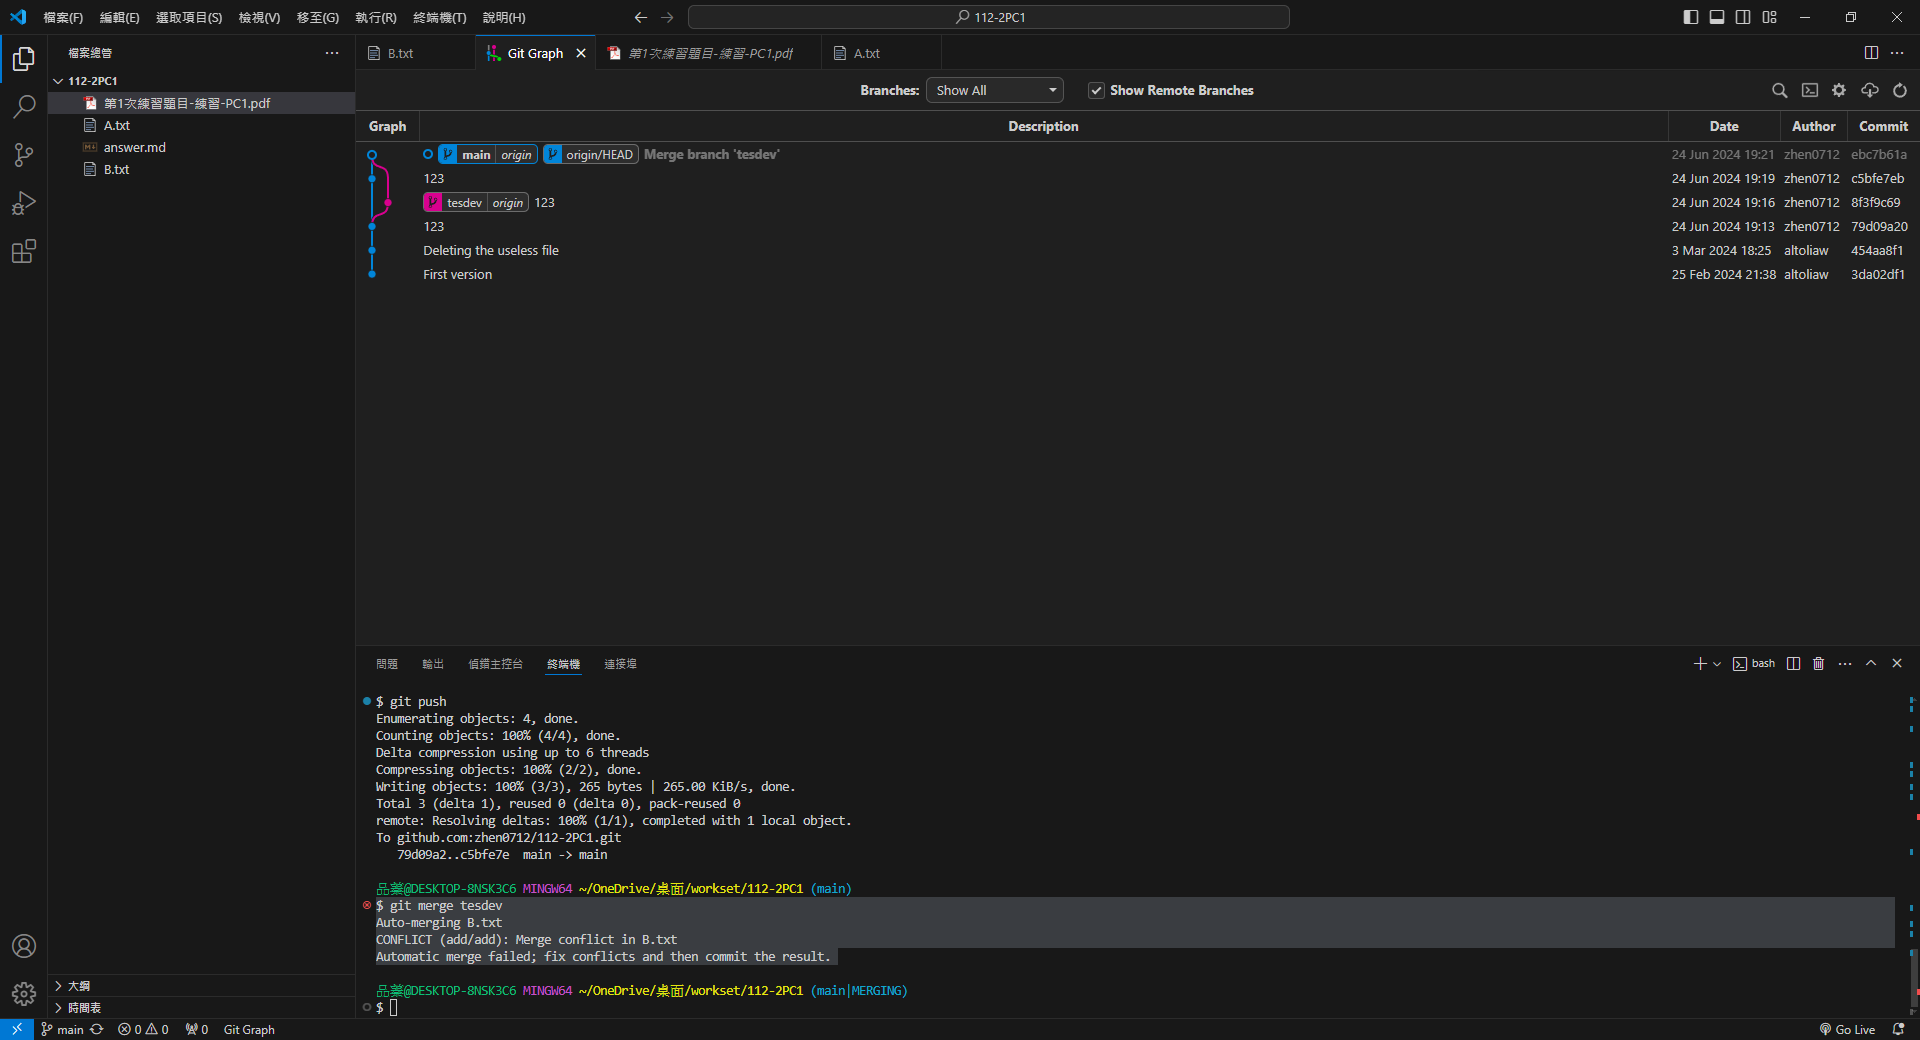 檔案(F) 編輯(E) 選取項目(S) 檢視(V) 移至(G) 執行(R) 終端機(T) 說明(H) 112-2PC1
檔案總管
B.txt Git Graph 第1次練習題目-練習-PC1.pdf A.txt
112-2PC1
第1次練習題目-練習-PC1.pdf
A.txt
answer.md
B.txt
Branches: Show All Show Remote Branches
Graph Description Date Author Commit
main origin origin/HEAD Merge branch 'tesdev' 24 Jun 2024 19:21 zhen0712 ebc7b61a
123 24 Jun 2024 19:19 zhen0712 c5bfe7eb
tesdev origin 123 24 Jun 2024 19:16 zhen0712 8f3f9c69
123 24 Jun 2024 19:13 zhen0712 79d09a20
Deleting the useless file 3 Mar 2024 18:25 altoliaw 454aa8f1
First version 25 Feb 2024 21:38 altoliaw 3da02df1
問題 輸出 偵錯主控台 終端機 連接埠 bash
$ git push
Enumerating objects: 4, done.
Counting objects: 100% (4/4), done.
Delta compression using up to 6 threads
Compressing objects: 100% (2/2), done.
Writing objects: 100% (3/3), 265 bytes | 265.00 KiB/s, done.
Total 3 (delta 1), reused 0 (delta 0), pack-reused 0
remote: Resolving deltas: 100% (1/1), completed with 1 local object.
To github.com:zhen0712/112-2PC1.git
79d09a2..c5bfe7e main -> main
品蓁@DESKTOP-8NSK3C6 MINGW64 ~/OneDrive/桌面/workset/112-2PC1 (main)
$ git merge tesdev
Auto-merging B.txt
CONFLICT (add/add): Merge conflict in B.txt
Automatic merge failed; fix conflicts and then commit the result.
品蓁@DESKTOP-8NSK3C6 MINGW64 ~/OneDrive/桌面/workset/112-2PC1 (main|MERGING)
$
大綱
時間表
main 0 0 0 Git Graph Go Live